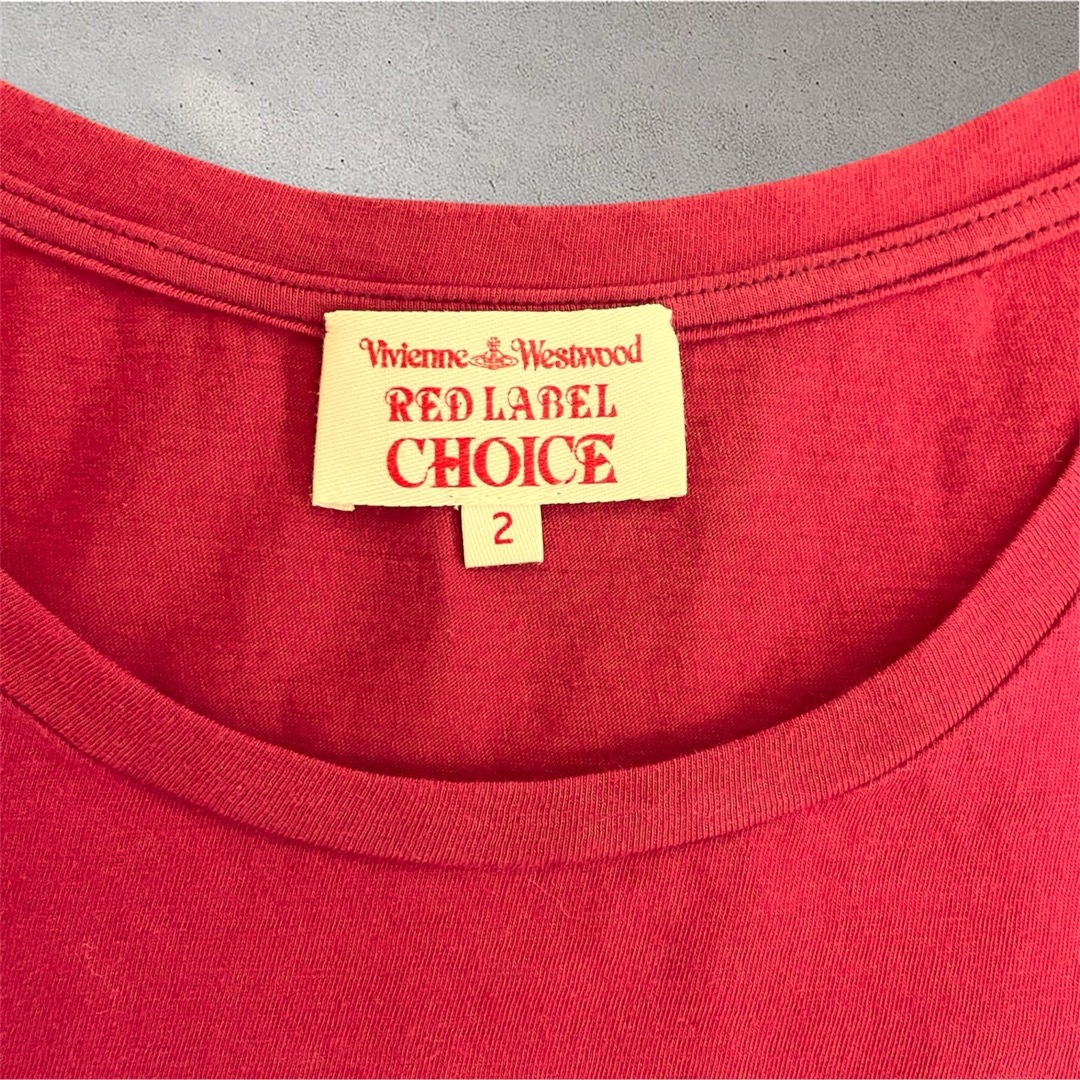 Vivienne Westwood
RED LABEL
CHOICE
2